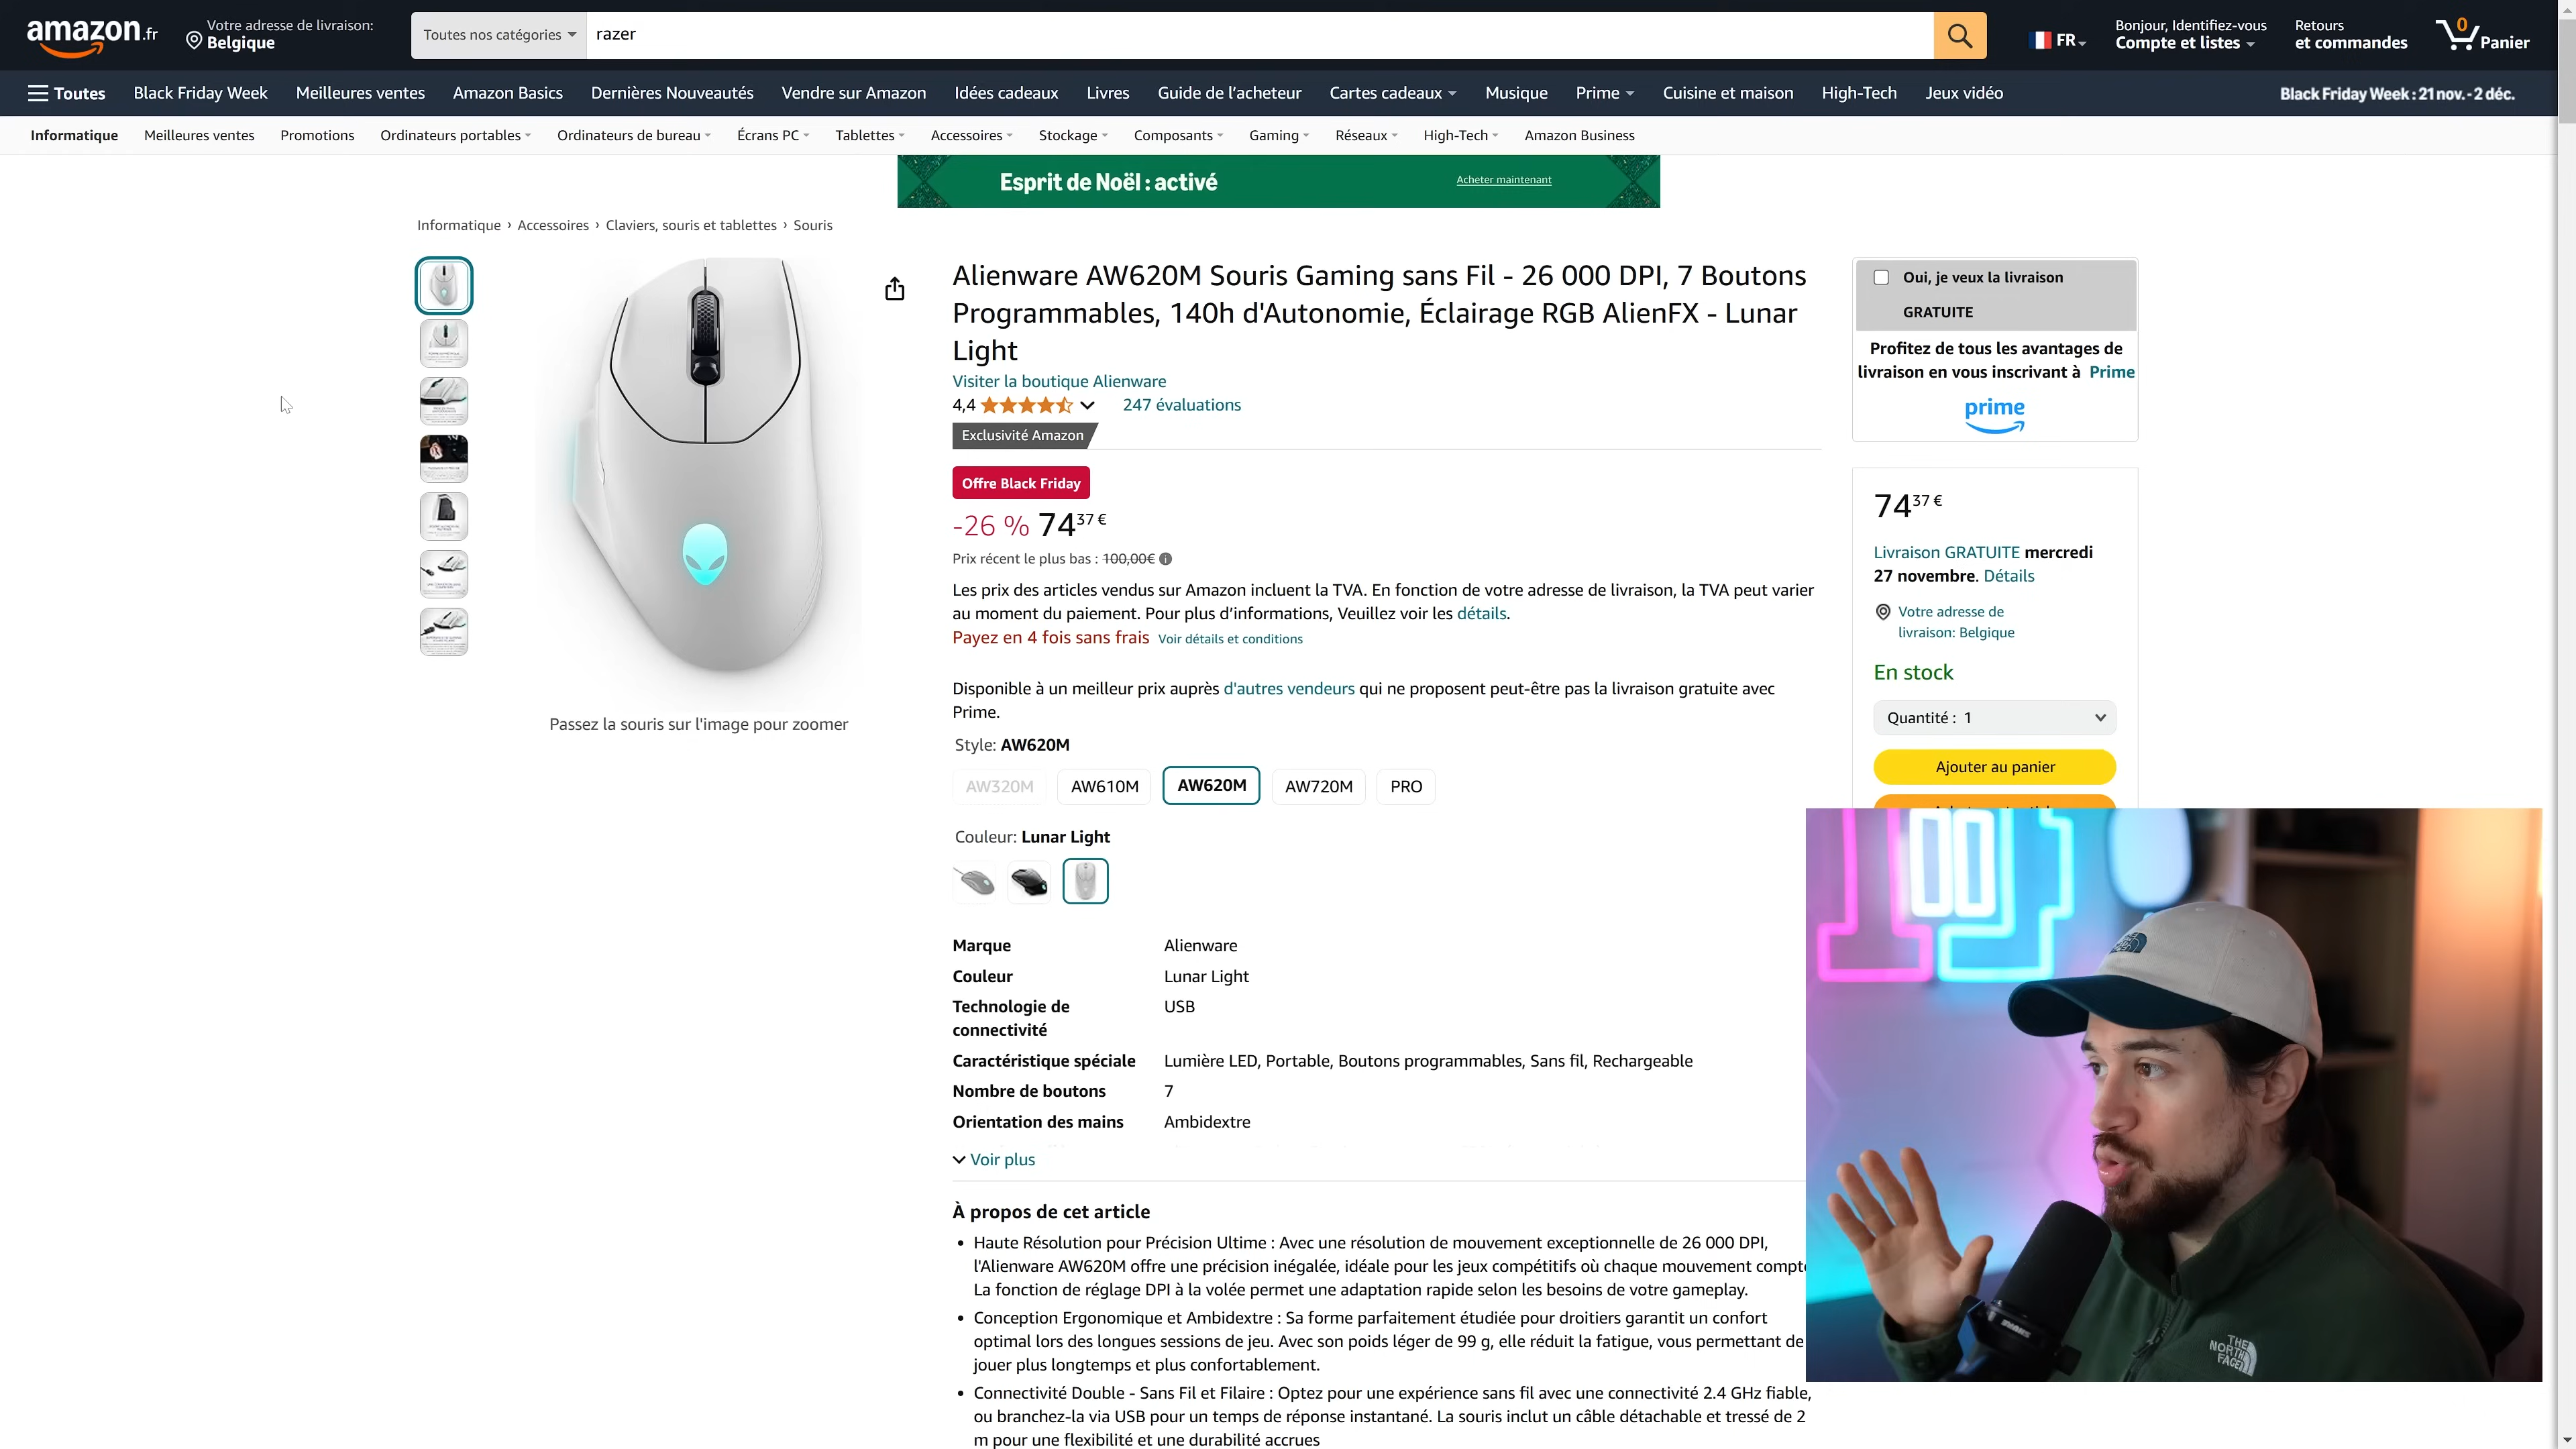 amazon.fr
Votre adresse de livraison:
Belgique
Toutes nos catégories
razer
FR
Bonjour, Identifiez-vous
Compte et listes
Retours
et commandes
0
Panier
Toutes
Black Friday Week
Meilleures ventes
Amazon Basics
Dernières Nouveautés
Vendre sur Amazon
Idées cadeaux
Livres
Guide de l’acheteur
Cartes cadeaux
Musique
Prime
Cuisine et maison
High-Tech
Jeux vidéo
Black Friday Week : 21 nov. - 2 déc.
Informatique
Meilleures ventes
Promotions
Ordinateurs portables
Ordinateurs de bureau
Écrans PC
Tablettes
Accessoires
Stockage
Composants
Gaming
Réseaux
High-Tech
Amazon Business
Esprit de Noël : activé
Acheter maintenant
Informatique › Accessoires › Claviers, souris et tablettes › Souris
Passez la souris sur l'image pour zoomer
Alienware AW620M Souris Gaming sans Fil - 26 000 DPI, 7 Boutons
Programmables, 140h d'Autonomie, Éclairage RGB AlienFX - Lunar
Light
Visiter la boutique Alienware
4,4
247 évaluations
Exclusivité Amazon
Offre Black Friday
-26 % 74,37 €
Prix récent le plus bas : 100,00€
Les prix des articles vendus sur Amazon incluent la TVA. En fonction de votre adresse de livraison, la TVA peut varier
au moment du paiement. Pour plus d’informations, Veuillez voir les détails.
Payez en 4 fois sans frais Voir détails et conditions
Disponible à un meilleur prix auprès d'autres vendeurs qui ne proposent peut-être pas la livraison gratuite avec
Prime.
Style: AW620M
AW320M
AW610M
AW620M
AW720M
PRO
Couleur: Lunar Light
Marque Alienware
Couleur Lunar Light
Technologie de USB
connectivité
Caractéristique spéciale Lumière LED, Portable, Boutons programmables, Sans fil, Rechargeable
Nombre de boutons 7
Orientation des mains Ambidextre
Voir plus
À propos de cet article
• Haute Résolution pour Précision Ultime : Avec une résolution de mouvement exceptionnelle de 26 000 DPI,
l'Alienware AW620M offre une précision inégalée, idéale pour les jeux compétitifs où chaque mouvement compte
La fonction de réglage DPI à la volée permet une adaptation rapide selon les besoins de votre gameplay.
• Conception Ergonomique et Ambidextre : Sa forme parfaitement étudiée pour droitiers garantit un confort
optimal lors des longues sessions de jeu. Avec son poids léger de 99 g, elle réduit la fatigue, vous permettant de
jouer plus longtemps et plus confortablement.
• Connectivité Double - Sans Fil et Filaire : Optez pour une expérience sans fil avec une connectivité 2.4 GHz fiable,
ou branchez-la via USB pour un temps de réponse instantané. La souris inclut un câble détachable et tressé de 2
m pour une flexibilité et une durabilité accrues
Oui, je veux la livraison
GRATUITE
Profitez de tous les avantages de
livraison en vous inscrivant à Prime
prime
74,37 €
Livraison GRATUITE mercredi
27 novembre. Détails
Votre adresse de
livraison: Belgique
En stock
Quantité : 1
Ajouter au panier
THE
NORTH
FACE